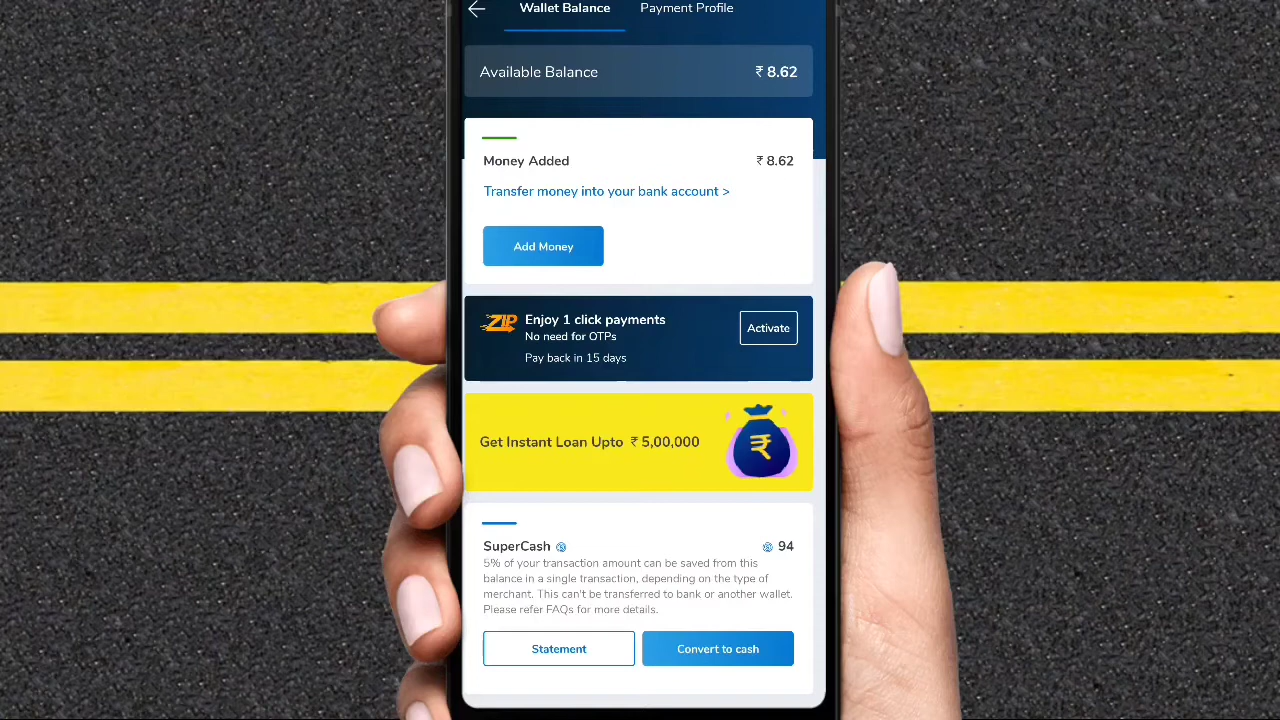 Wallet Balance Payment Profile
Available Balance ₹ 8.62
Money Added ₹ 8.62
Transfer money into your bank account >
Add Money
ZIP Enjoy 1 click payments
No need for OTPs
Pay back in 15 days
Activate
Get Instant Loan Upto ₹ 5,00,000
₹
SuperCash 94
5% of your transaction amount can be saved from this
balance in a single transaction, depending on the type of
merchant. This can't be transferred to bank or another wallet.
Please refer FAQs for more details.
Statement Convert to cash